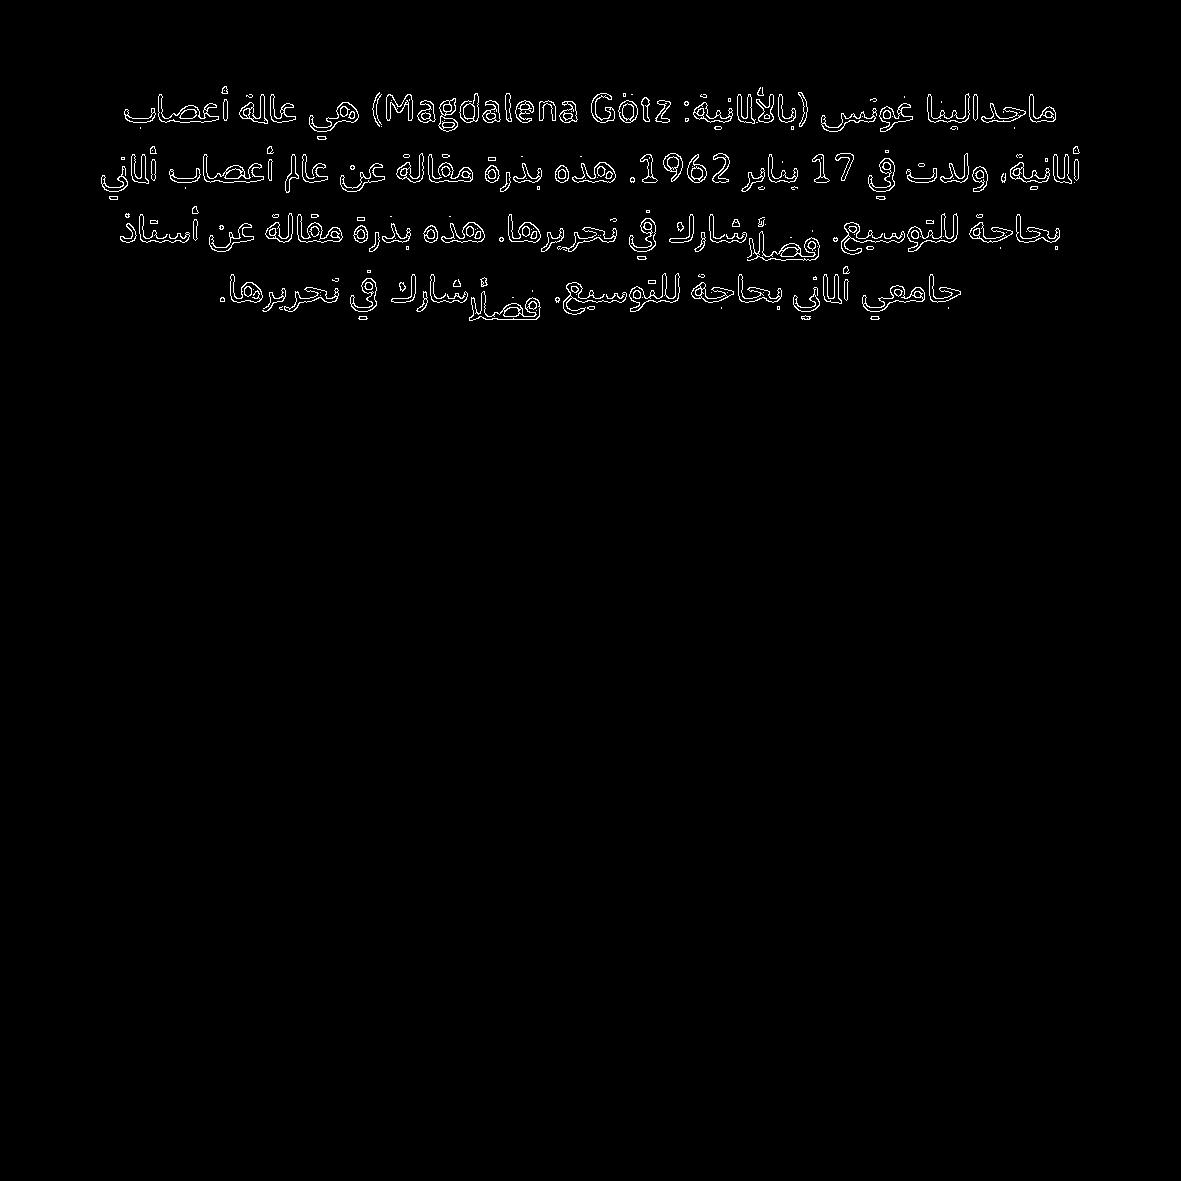 ماجدالينا غوتس (بالألمانية: Magdalena Götz) هي عالمة أعصاب
ألمانية، ولدت في 17 يناير 1962. هذه بذرة مقالة عن عالم أعصاب ألماني
بحاجة للتوسيع. فضلًا شارك في تحريرها. هذه بذرة مقالة عن أستاذ
جامعي ألماني بحاجة للتوسيع. فضلًا شارك في تحريرها.